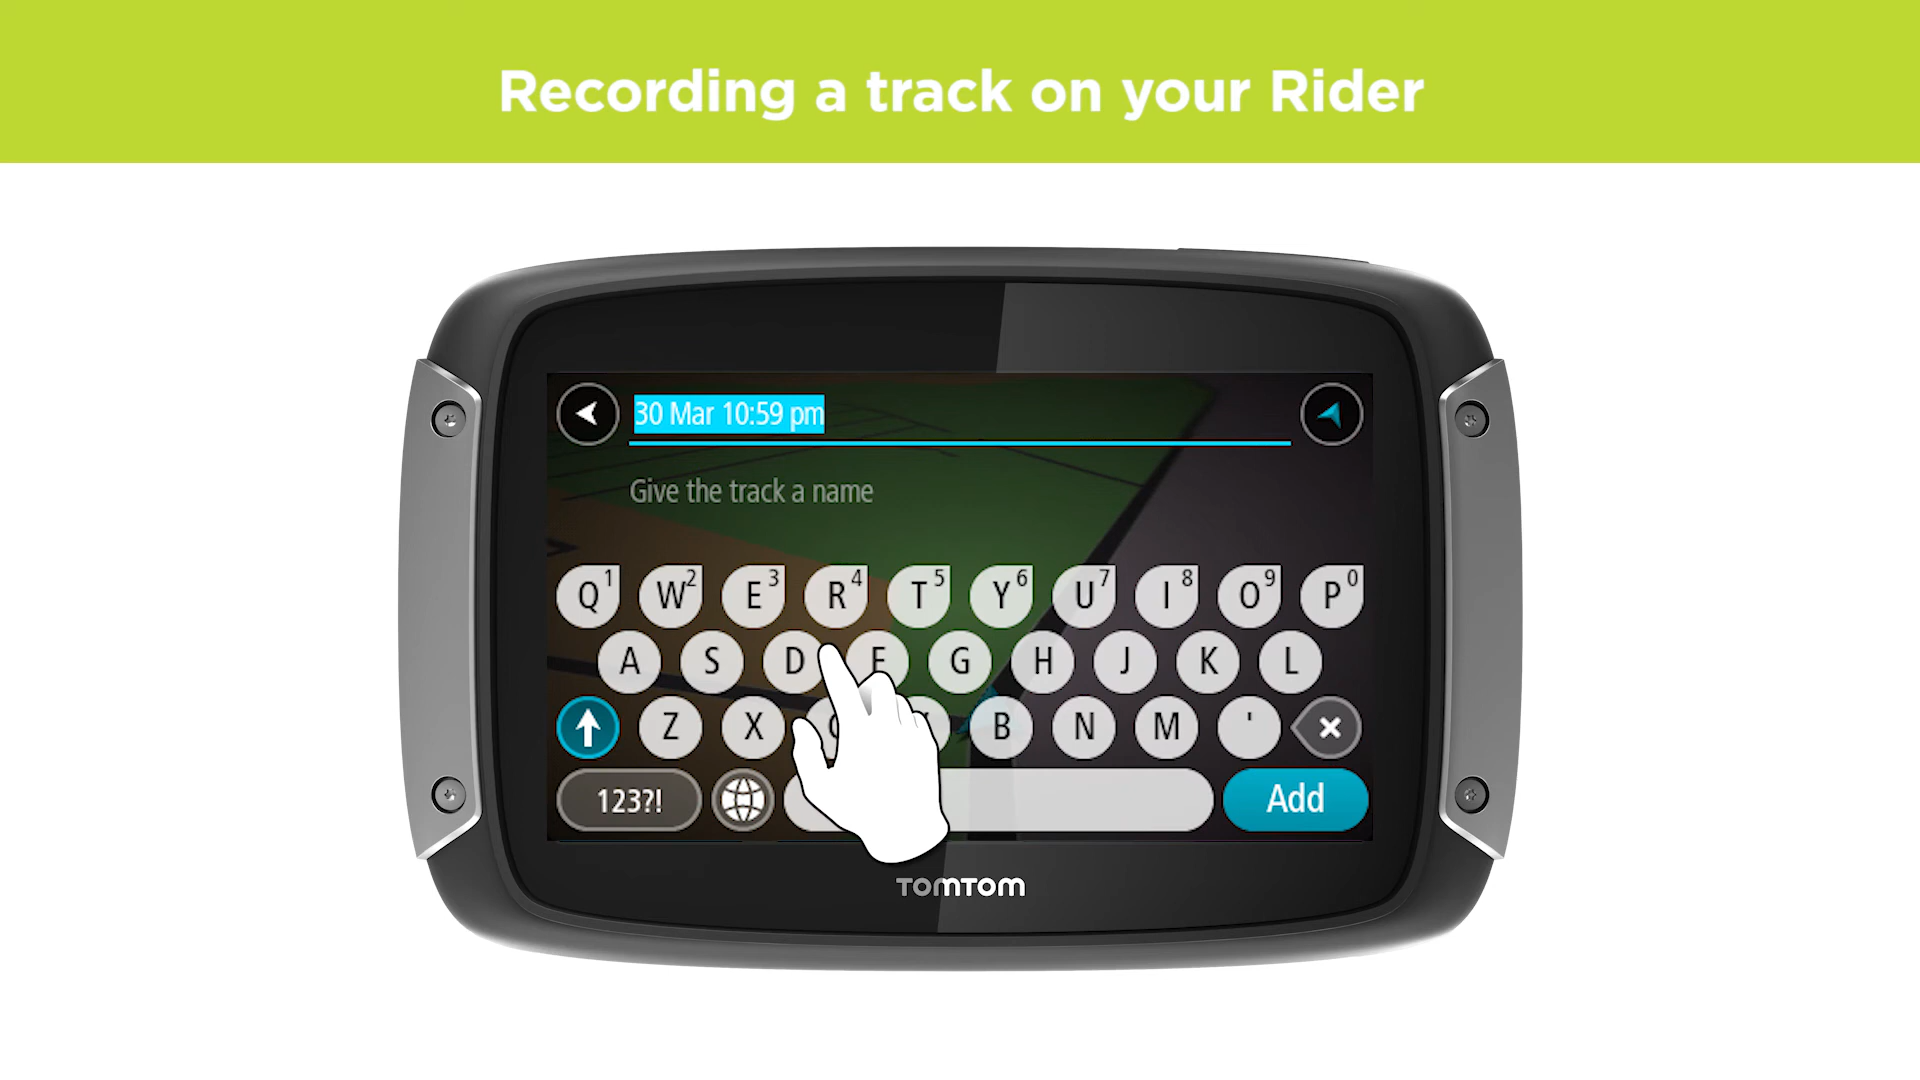 Recording a track on your Rider
30 Mar 10:59 pm
Give the track a name
Q1 W2 E3 R4 T5 Y6 U7 I8 O9 P0
A S D F G H J K L
Z X B N M '
123?! Add
TOMTOM